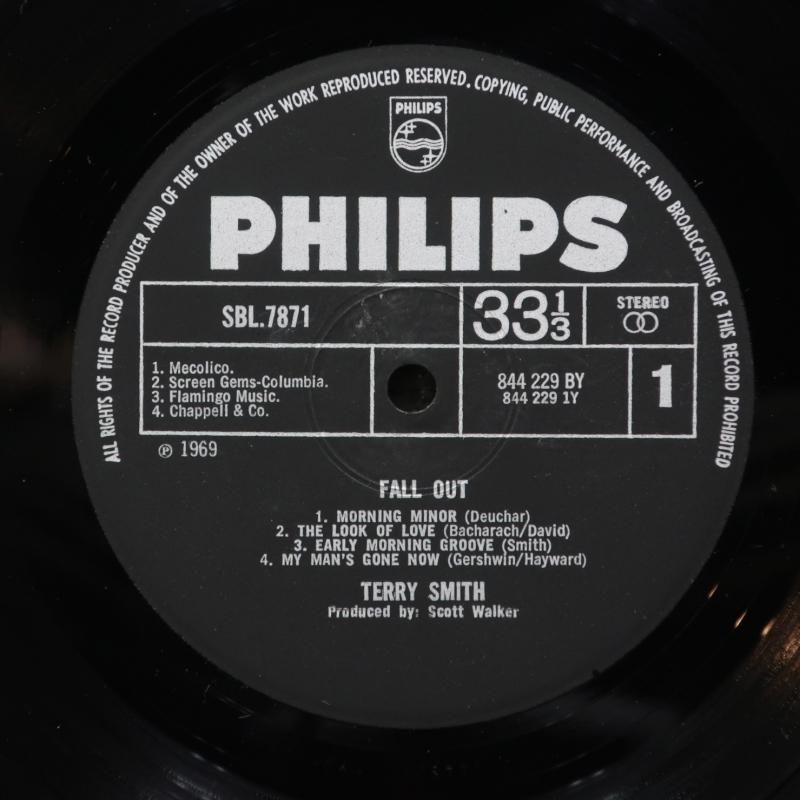 ALL RIGHTS OF THE RECORD PRODUCER AND OF THE OWNER OF THE WORK REPRODUCED RESERVED. COPYING, PUBLIC PERFORMANCE AND BROADCASTING OF THIS RECORD PROHIBITED
PHILIPS
PHILIPS
SBL.7871
33 1/3
STEREO
1. Mecolico.
2. Screen Gems-Columbia.
3. Flamingo Music.
4. Chappell & Co.
844 229 BY
844 229 1Y
1
℗ 1969
FALL OUT
1. MORNING MINOR (Deuchar)
2. THE LOOK OF LOVE (Bacharach/David)
3. EARLY MORNING GROOVE (Smith)
4. MY MAN'S GONE NOW (Gershwin/Hayward)
TERRY SMITH
Produced by: Scott Walker